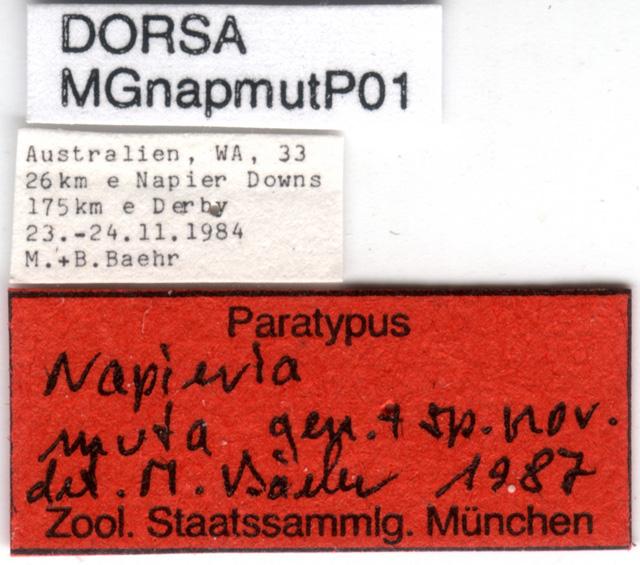 DORSA
MGnapmutP01
Australien, WA, 33
26km e Napier Downs
175km e Derby
23.-24.11.1984
M.+B.Baehr
Paratypus
Napieria
muta gen.+ sp. nov.
det. M. Baehr 1987
Zool. Staatssammlg. München